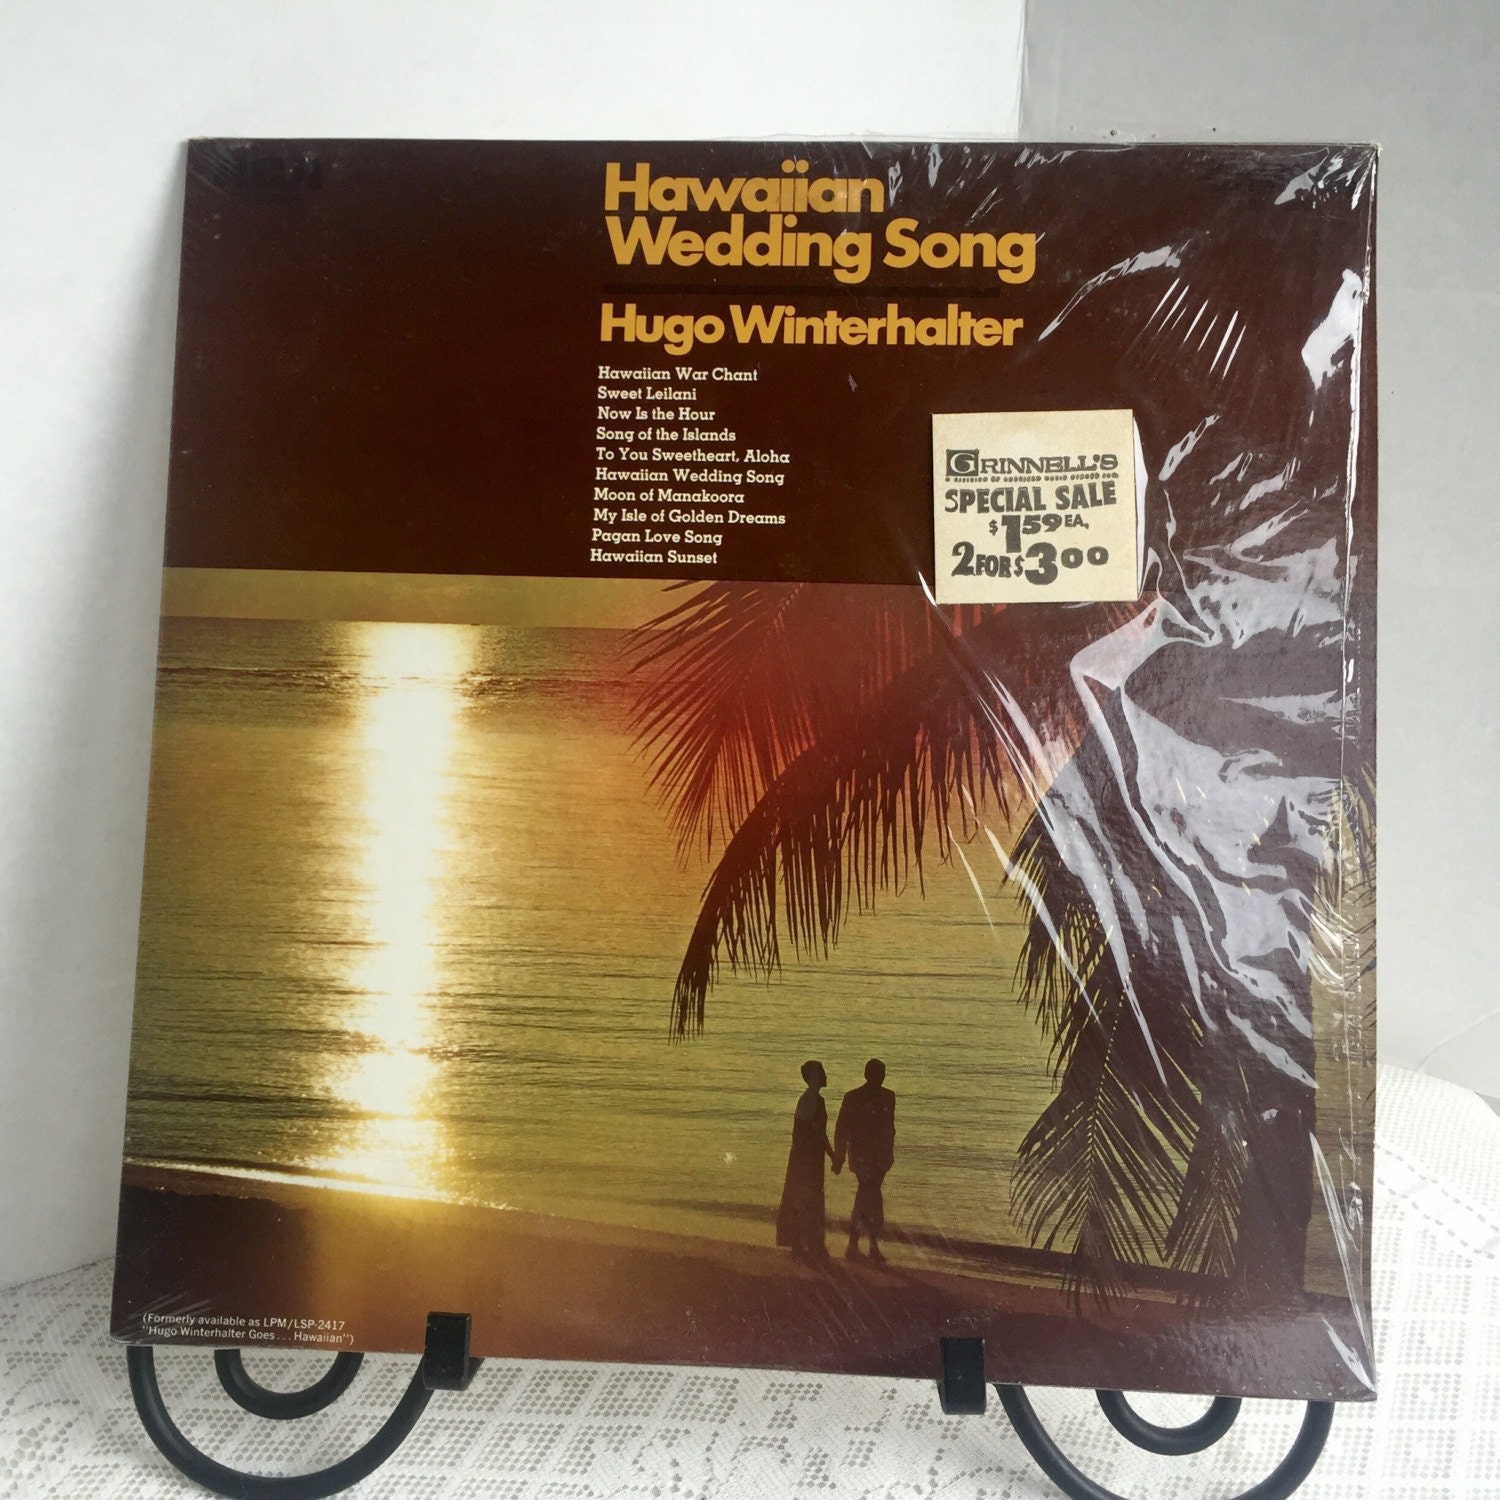 Hawaiian
Wedding Song
Hugo Winterhalter
Hawaiian War Chant
Sweet Leilani
Now Is the Hour
Song of the Islands
To You Sweetheart, Aloha
Hawaiian Wedding Song
Moon of Manakoora
My Isle of Golden Dreams
Pagan Love Song
Hawaiian Sunset
GRINNELL'S
SPECIAL SALE
$1.59 EA.
2 FOR $3.00
(Formerly available as LPM/LSP-2417
"Hugo Winterhalter Goes . . . Hawaiian")